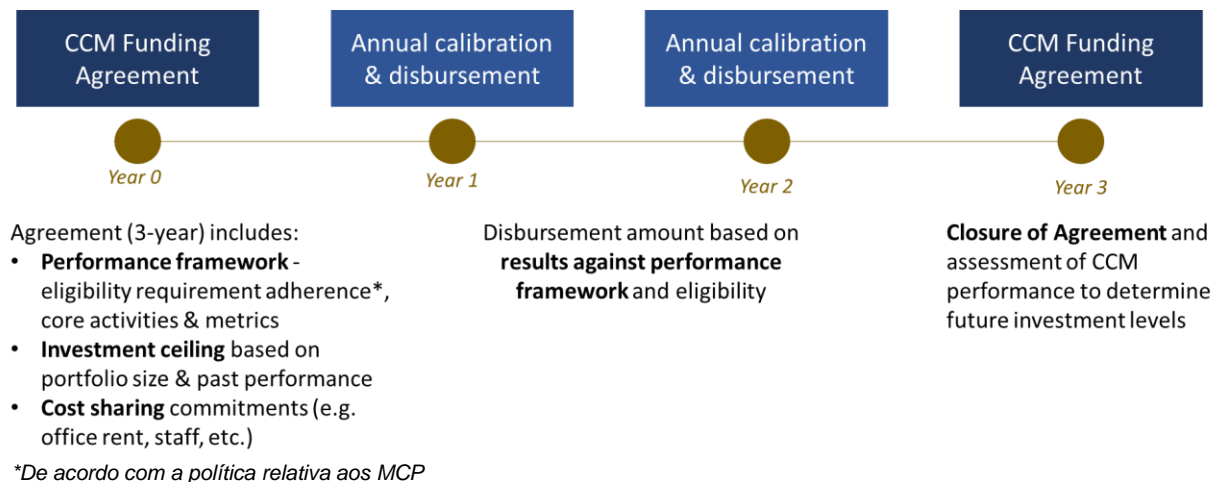 CCM Funding
Agreement
Annual calibration
& disbursement
Annual calibration
& disbursement
CCM Funding
Agreement
Year 0
Year 1
Year 2
Year 3
Agreement (3-year) includes:
• Performance framework -
eligibility requirement adherence*,
core activities & metrics
• Investment ceiling based on
portfolio size & past performance
• Cost sharing commitments (e.g.
office rent, staff, etc.)
Disbursement amount based on
results against performance
framework and eligibility
Closure of Agreement and
assessment of CCM
performance to determine
future investment levels
*De acordo com a política relativa aos MCP